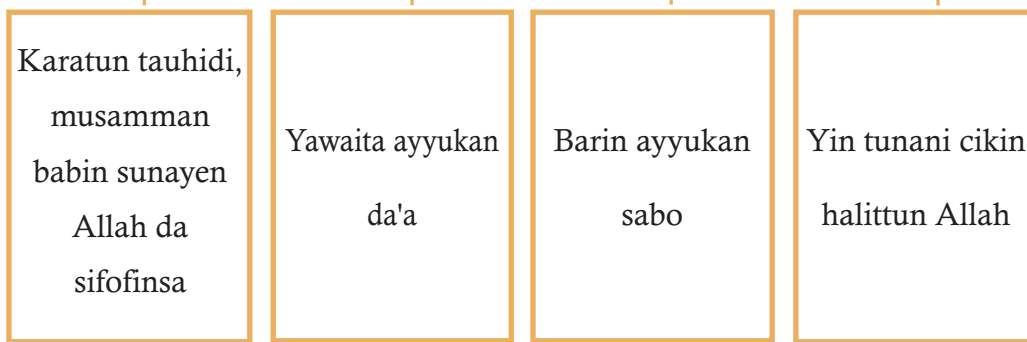 Karatun tauhidi,
musamman
babin sunayen
Allah da
sifofinsa
Yawaita ayyukan
da'a
Barin ayyukan
sabo
Yin tunani cikin
halittun Allah